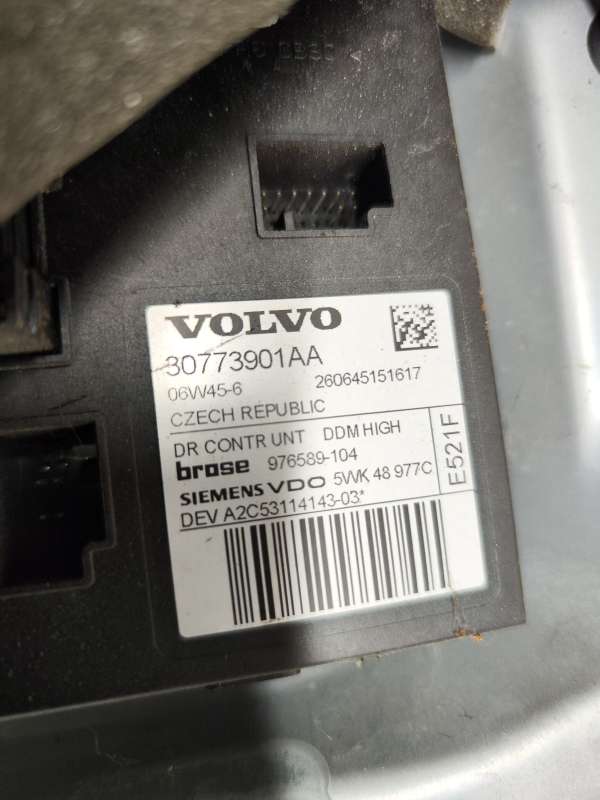 VOLVO
30773901AA
06W45-6 260645151617
CZECH REPUBLIC
DR CONTR UNT DDM HIGH
brose 976589-104
SIEMENS VDO 5WK 48 977C
DEV A2C53114143-03*
E521F